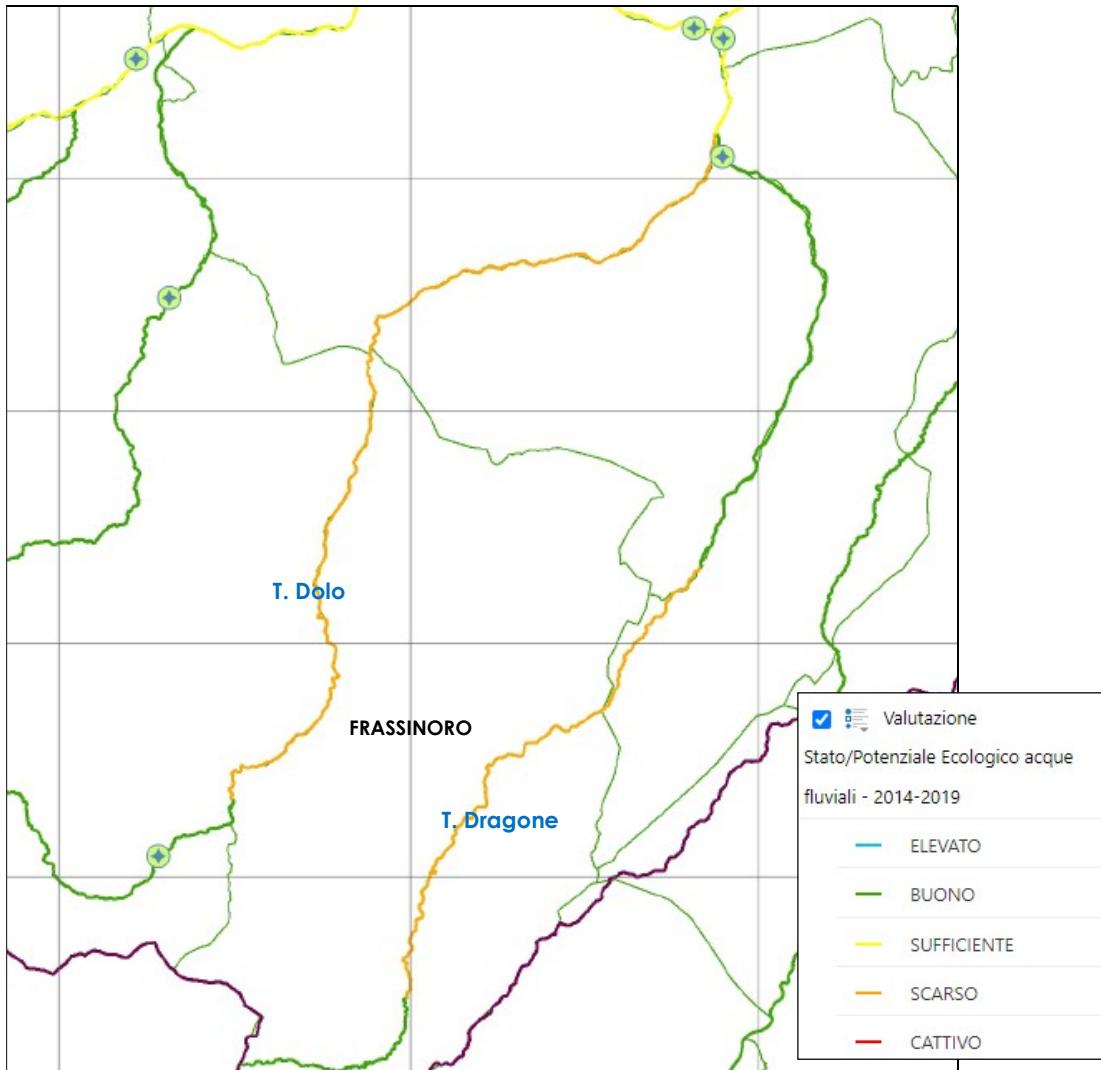 T. Dolo
FRASSINORO
T. Dragone
Valutazione
Stato/Potenziale Ecologico acque
fluviali - 2014-2019
ELEVATO
BUONO
SUFFICIENTE
SCARSO
CATTIVO